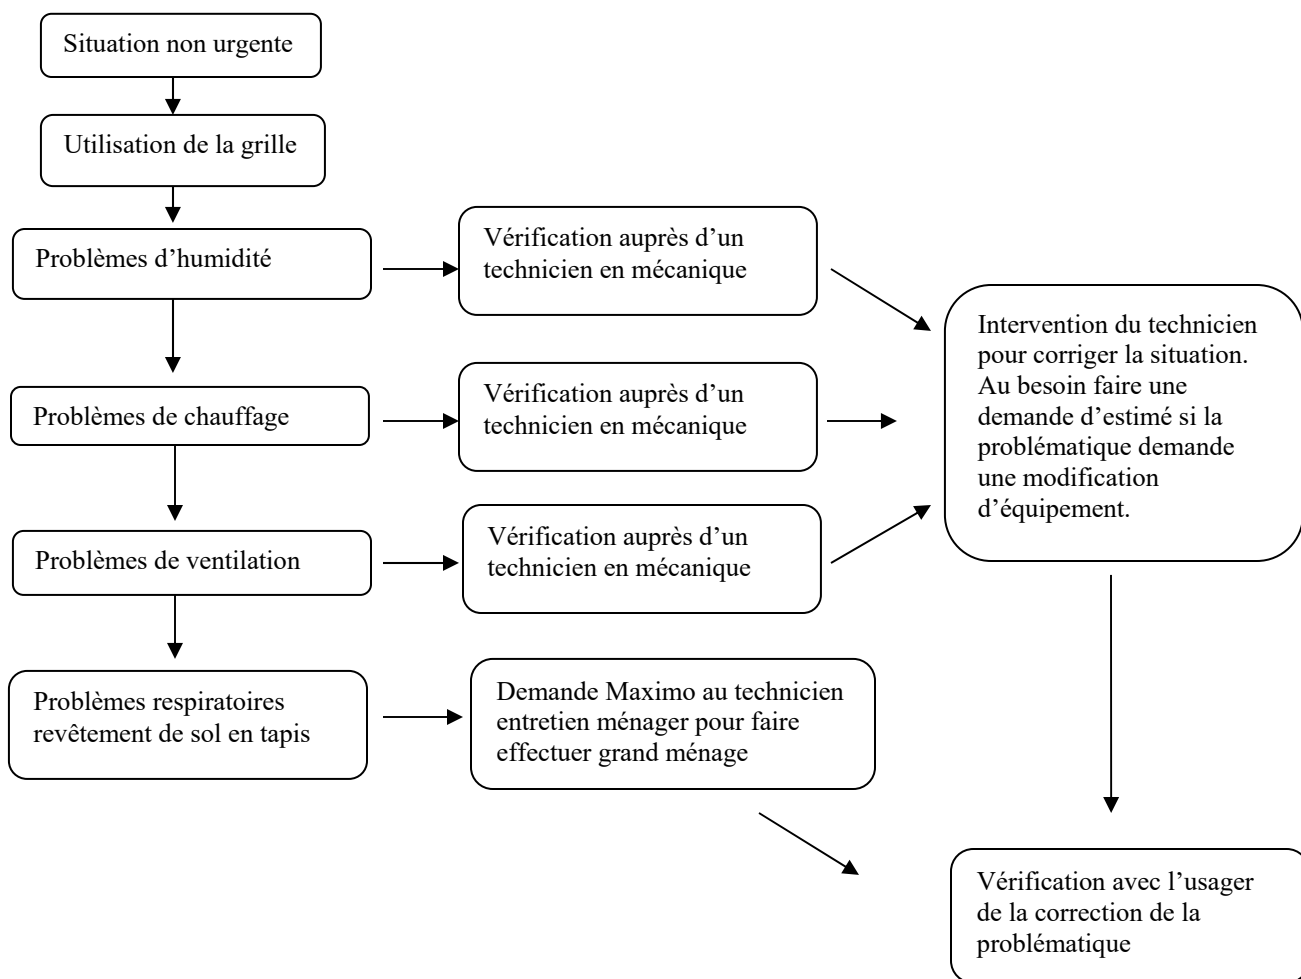 Situation non urgente
Utilisation de la grille
Problèmes d’humidité
Vérification auprès d’un
technicien en mécanique
Intervention du technicien
pour corriger la situation.
Au besoin faire une
demande d’estimé si la
problématique demande
une modification
d’équipement.
Problèmes de chauffage
Vérification auprès d’un
technicien en mécanique
Problèmes de ventilation
Vérification auprès d’un
technicien en mécanique
Problèmes respiratoires
revêtement de sol en tapis
Demande Maximo au technicien
entretien ménager pour faire
effectuer grand ménage
Vérification avec l’usager
de la correction de la
problématique